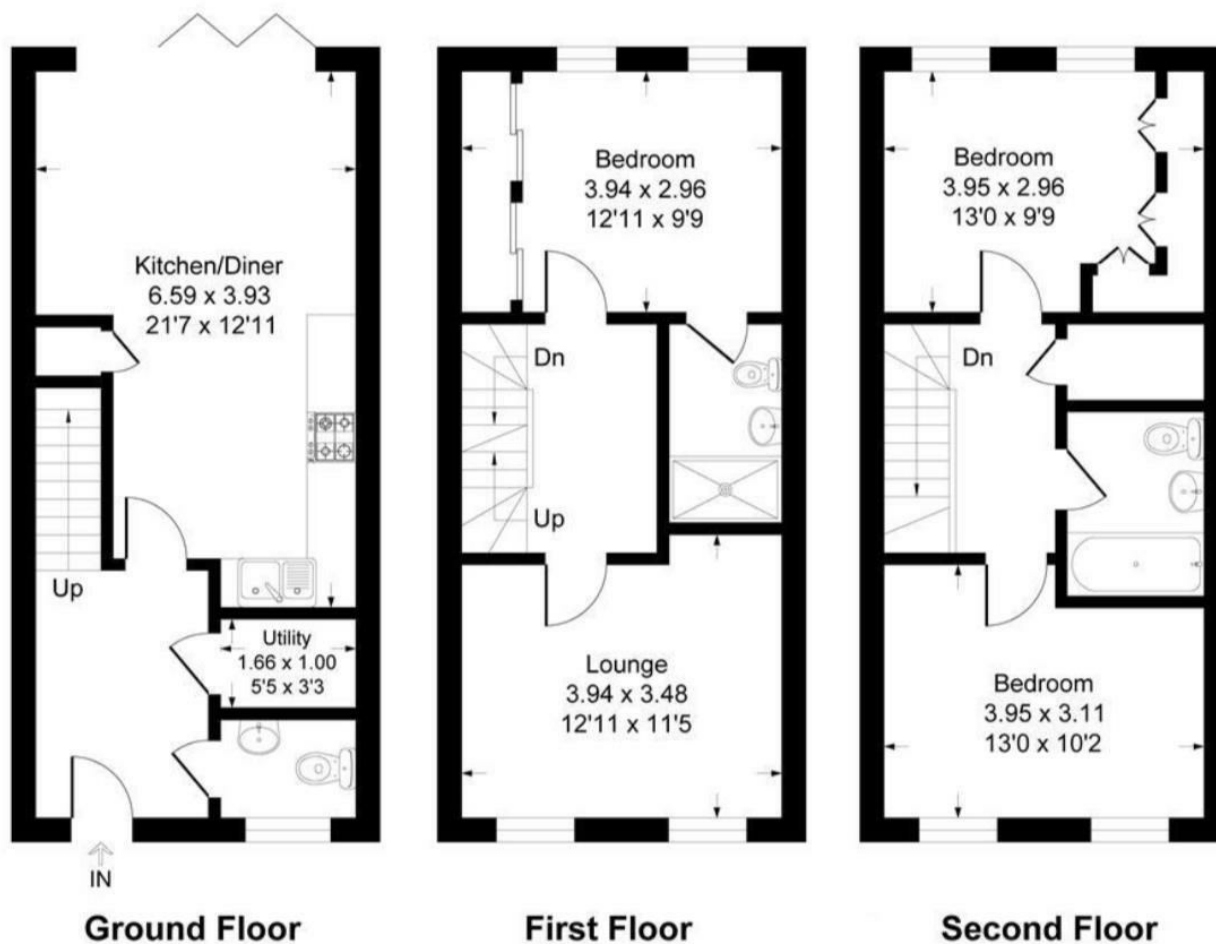 Kitchen/Diner
6.59 x 3.93
21'7 x 12'11
Up
Utility
1.66 x 1.00
5'5 x 3'3
IN
Ground Floor
Bedroom
3.94 x 2.96
12'11 x 9'9
Dn
Up
Lounge
3.94 x 3.48
12'11 x 11'5
First Floor
Bedroom
3.95 x 2.96
13'0 x 9'9
Dn
Bedroom
3.95 x 3.11
13'0 x 10'2
Second Floor